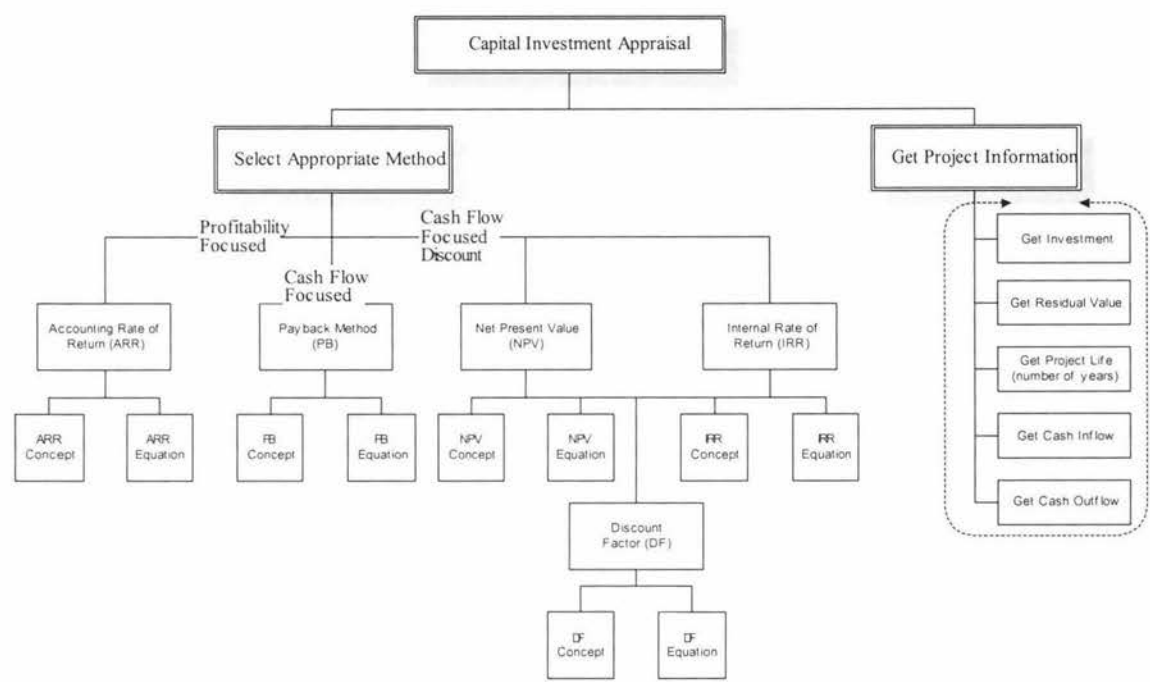 Capital Investment Appraisal
Select Appropriate Method
Get Project Information
Profitability
Focused
Cash Flow
Focused
Discount
Cash Flow
Focused
Get Investment
Get Residual Value
Get Project Life
(number of years)
Get Cash Inflow
Get Cash Outflow
Accounting Rate of
Return (ARR)
Payback Method
(PB)
Net Present Value
(NPV)
Internal Rate of
Return (IRR)
ARR
Concept
ARR
Equation
PB
Concept
PB
Equation
NPV
Concept
NPV
Equation
IRR
Concept
IRR
Equation
Discount
Factor (DF)
DF
Concept
DF
Equation